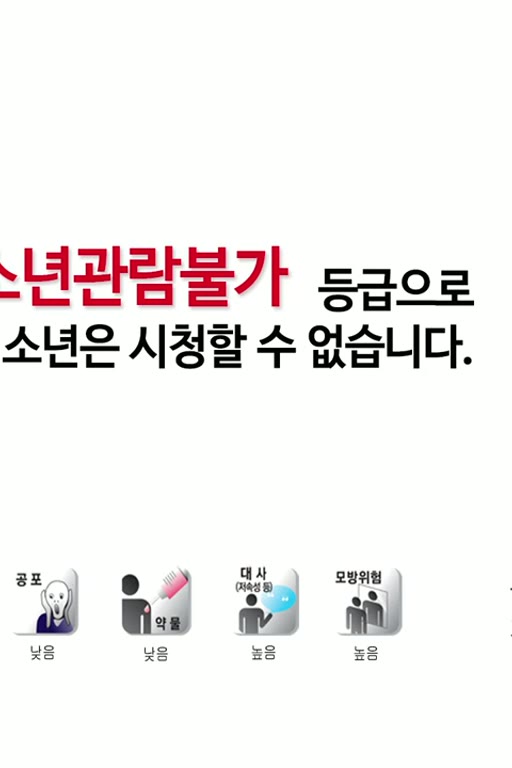 소년관람불가 등급으로
소년은 시청할 수 없습니다.
공포
낮음
약물
낮음
대사
(저속성 등)
높음
모방위험
높음